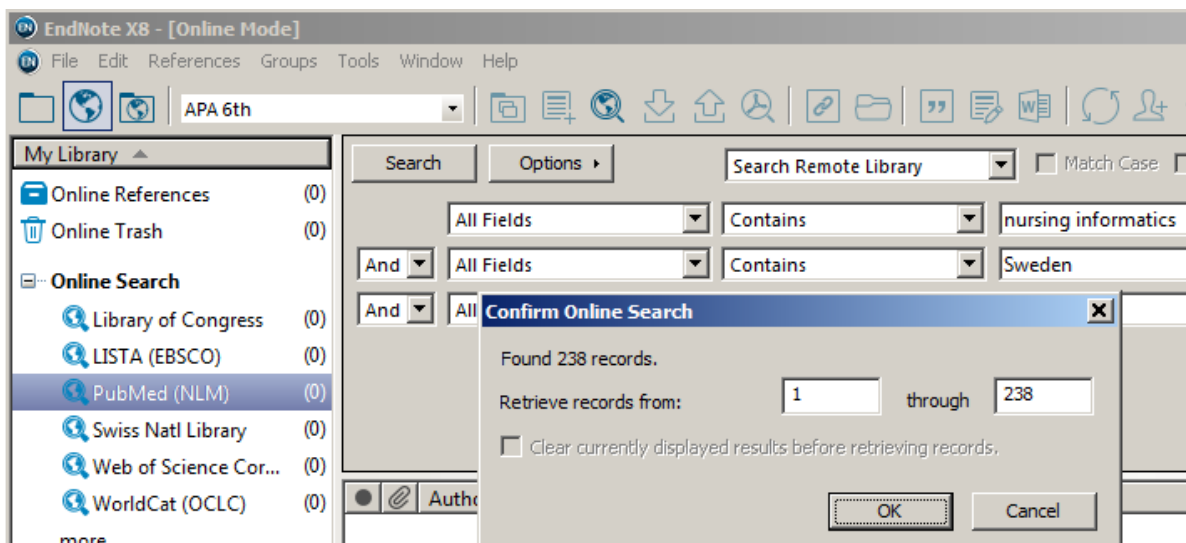 EndNote X8 - [Online Mode]
File Edit References Groups Tools Window Help
APA 6th
My Library
Search Options Search Remote Library Match Case
Online References (0)
All Fields Contains nursing informatics
Online Trash (0)
And All Fields Contains Sweden
Online Search
And All
Confirm Online Search
Library of Congress (0)
LISTA (EBSCO) (0)
Found 238 records.
PubMed (NLM) (0)
Retrieve records from: 1 through 238
Swiss Natl Library (0)
Clear currently displayed results before retrieving records.
Web of Science Cor... (0)
WorldCat (OCLC) (0)
Autho
OK Cancel
more